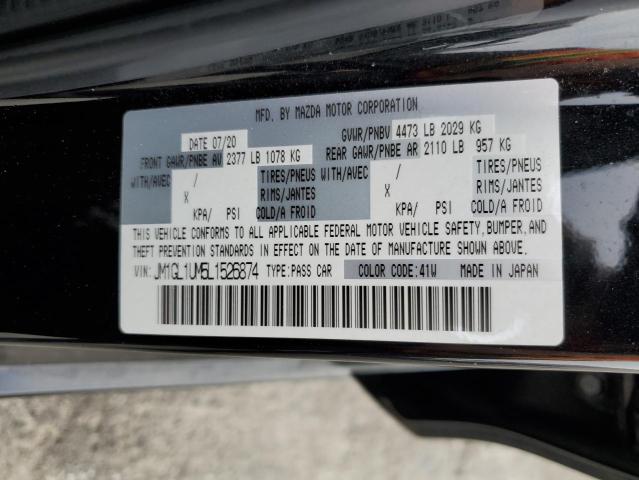 MFD. BY MAZDA MOTOR CORPORATION
DATE 07/20 GVWR/PNBV 4473 LB 2029 KG
FRONT GAWR/PNBE AV 2377 LB 1078 KG REAR GAWR/PNBE AR 2110 LB 957 KG
WITH/AVEC / TIRES/PNEUS WITH/AVEC / TIRES/PNEUS
X RIMS/JANTES X RIMS/JANTES
KPA/ PSI COLD/A FROID KPA/ PSI COLD/A FROID
THIS VEHICLE CONFORMS TO ALL APPLICABLE FEDERAL MOTOR VEHICLE SAFETY, BUMPER, AND
THEFT PREVENTION STANDARDS IN EFFECT ON THE DATE OF MANUFACTURE SHOWN ABOVE.
VIN: JM1GL1UM5L1526874 TYPE:PASS CAR COLOR CODE:41W MADE IN JAPAN